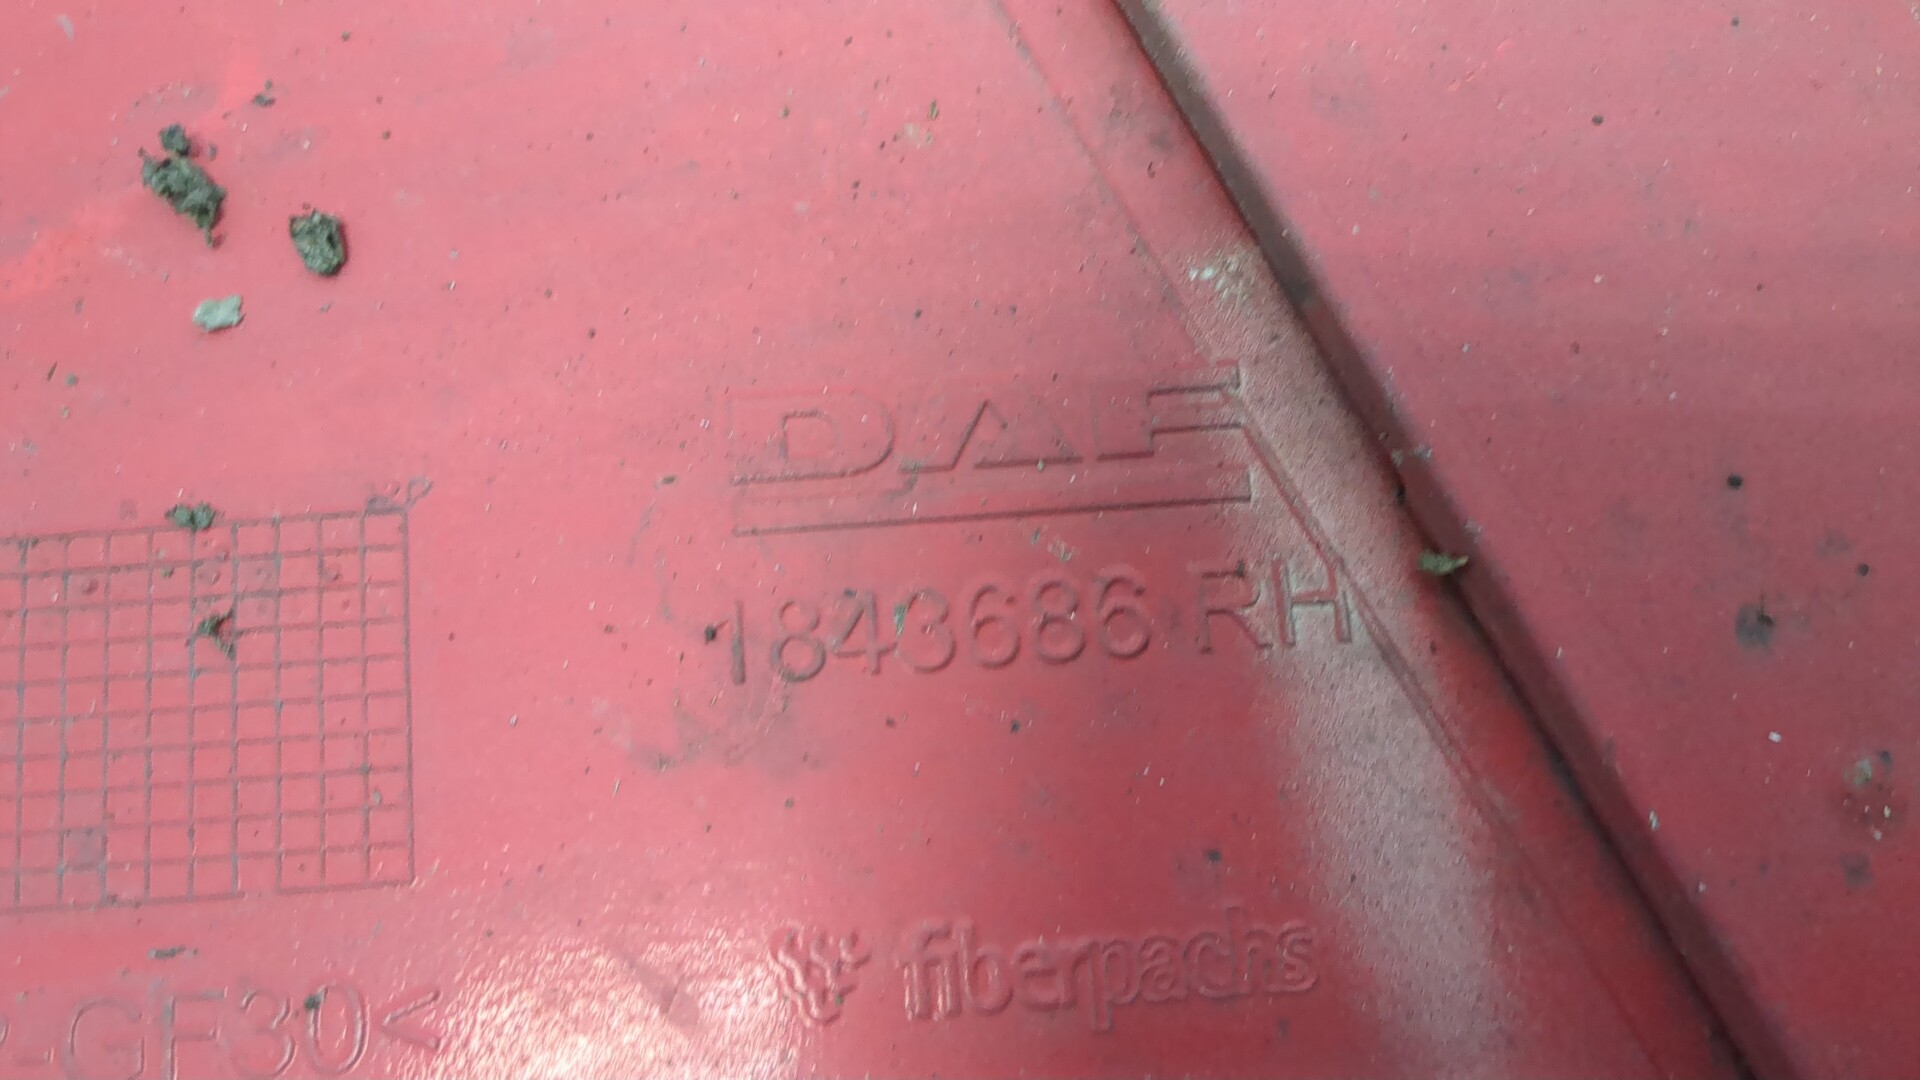 DAF
1843686 RH
fiberpachs
-GF30<